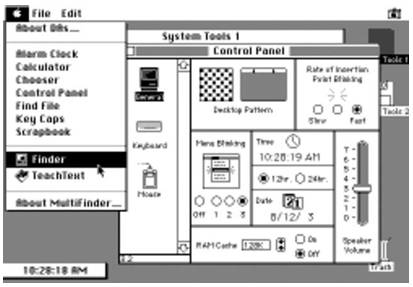 File Edit
About DAs...
Alarm Clock
Calculator
Chooser
Control Panel
Find File
Key Caps
Scrapbook
Finder
TeachText
About MultiFinder...
10:28:18 AM
System Tools 1
Control Panel
General
Keyboard
Mouse
3.2
Desktop Pattern
Rate of Insertion
Point Blinking
Slow Fast
Menu Blinking
Off 1 2 3
Time
10:28:19 AM
12hr. 24hr.
Date
8/12/ 3
RAM Cache 128K On
Off
7
6
5
4
3
2
1
0
Speaker
Volume
Tools 1
Tools 2
Trash